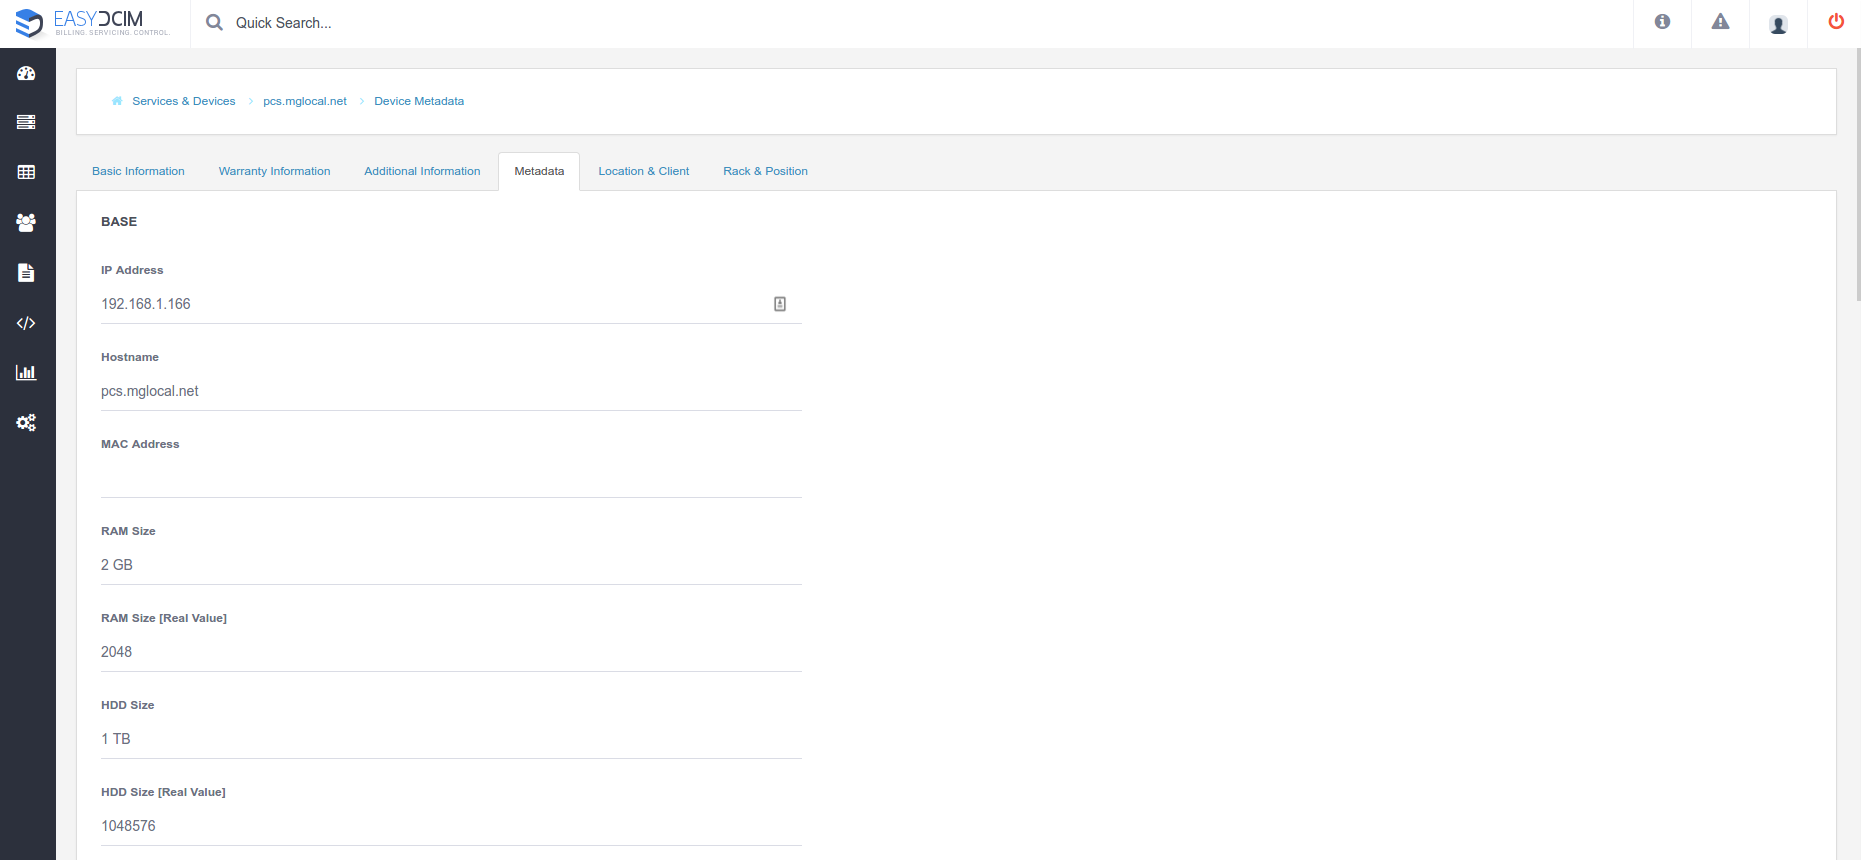 EASYDCIM
BILLING. SERVICING. CONTROL.
Quick Search...
Services & Devices
pcs.mglocal.net
Device Metadata
Basic Information
Warranty Information
Additional Information
Metadata
Location & Client
Rack & Position
BASE
IP Address
192.168.1.166
Hostname
pcs.mglocal.net
MAC Address
RAM Size
2 GB
RAM Size [Real Value]
2048
HDD Size
1 TB
HDD Size [Real Value]
1048576